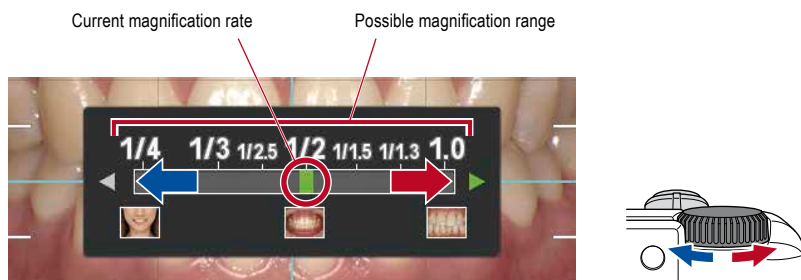 Current magnification rate
Possible magnification range
1/4 1/3 1/2.5 1/2 1/1.5 1/1.3 1.0